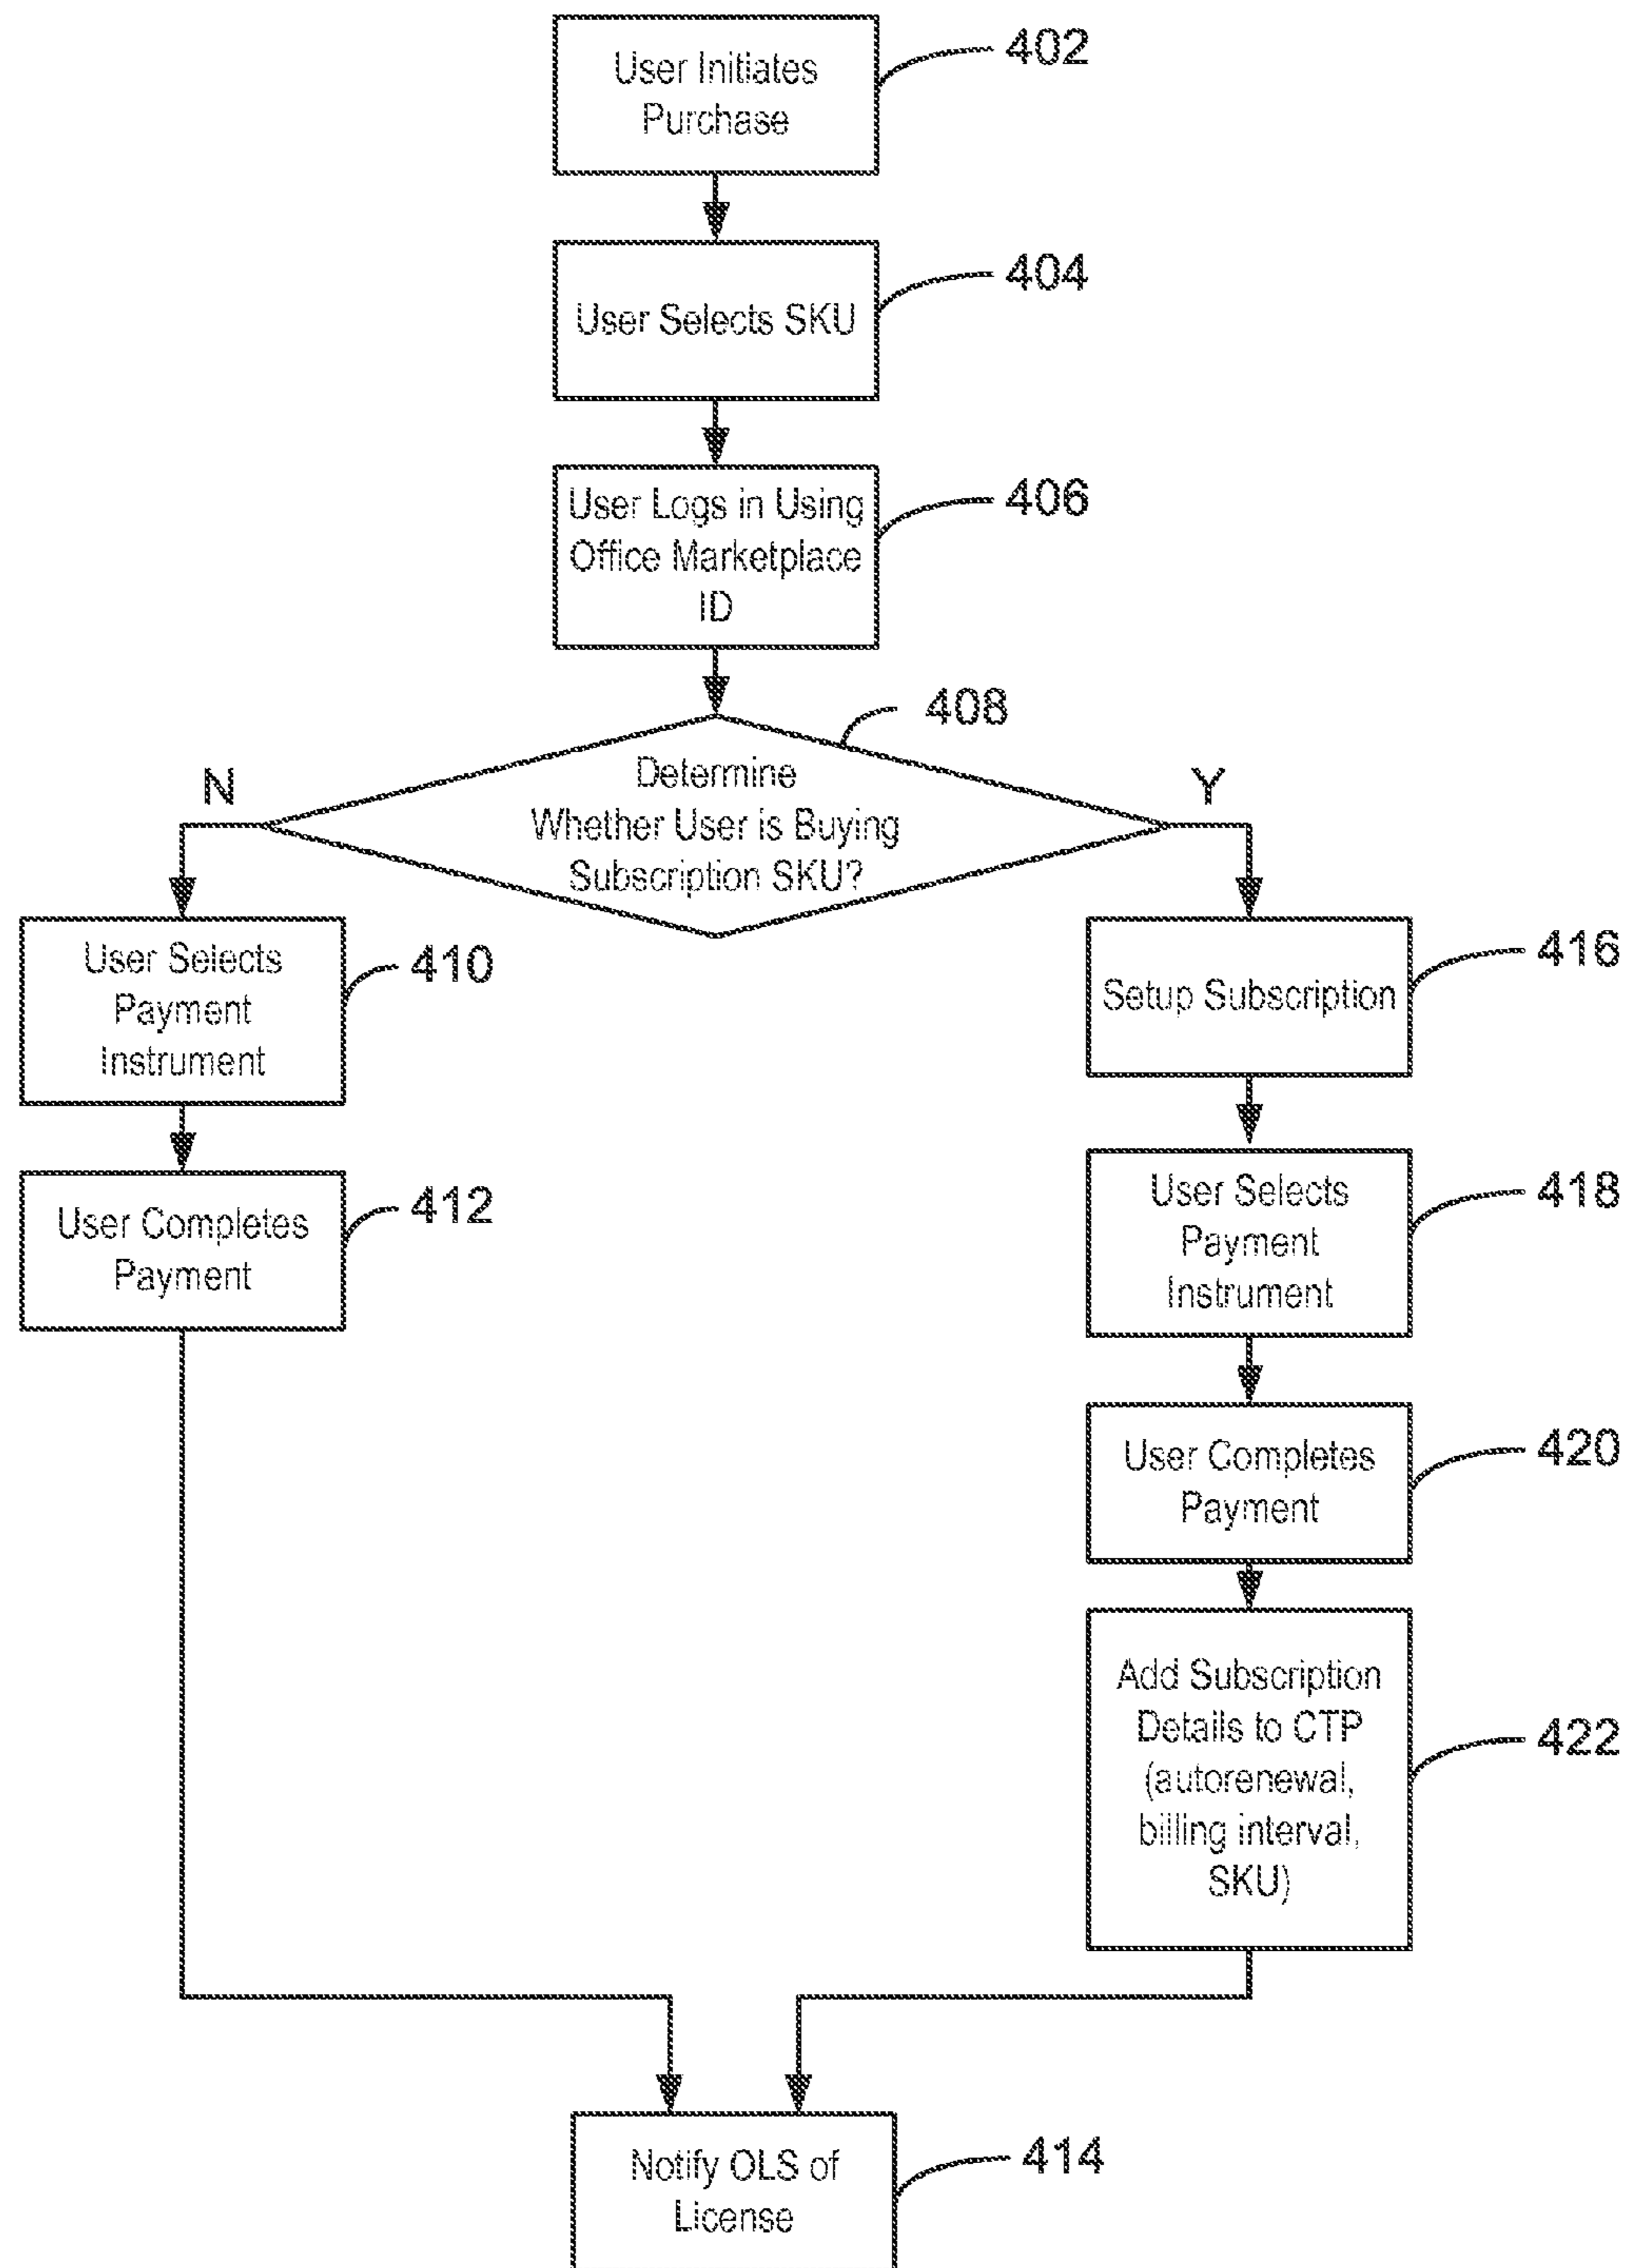 User Initiates
Purchase
402
User Selects SKU
404
User Logs in Using
Office Marketplace
ID
406
408
Determine
Whether User is Buying
Subscription SKU?
N
Y
User Selects
Payment
Instrument
410
User Completes
Payment
412
Setup Subscription
416
User Selects
Payment
Instrument
418
User Completes
Payment
420
Add Subscription
Details to CTP
(autorenewal,
billing interval,
SKU)
422
Notify OLS of
License
414